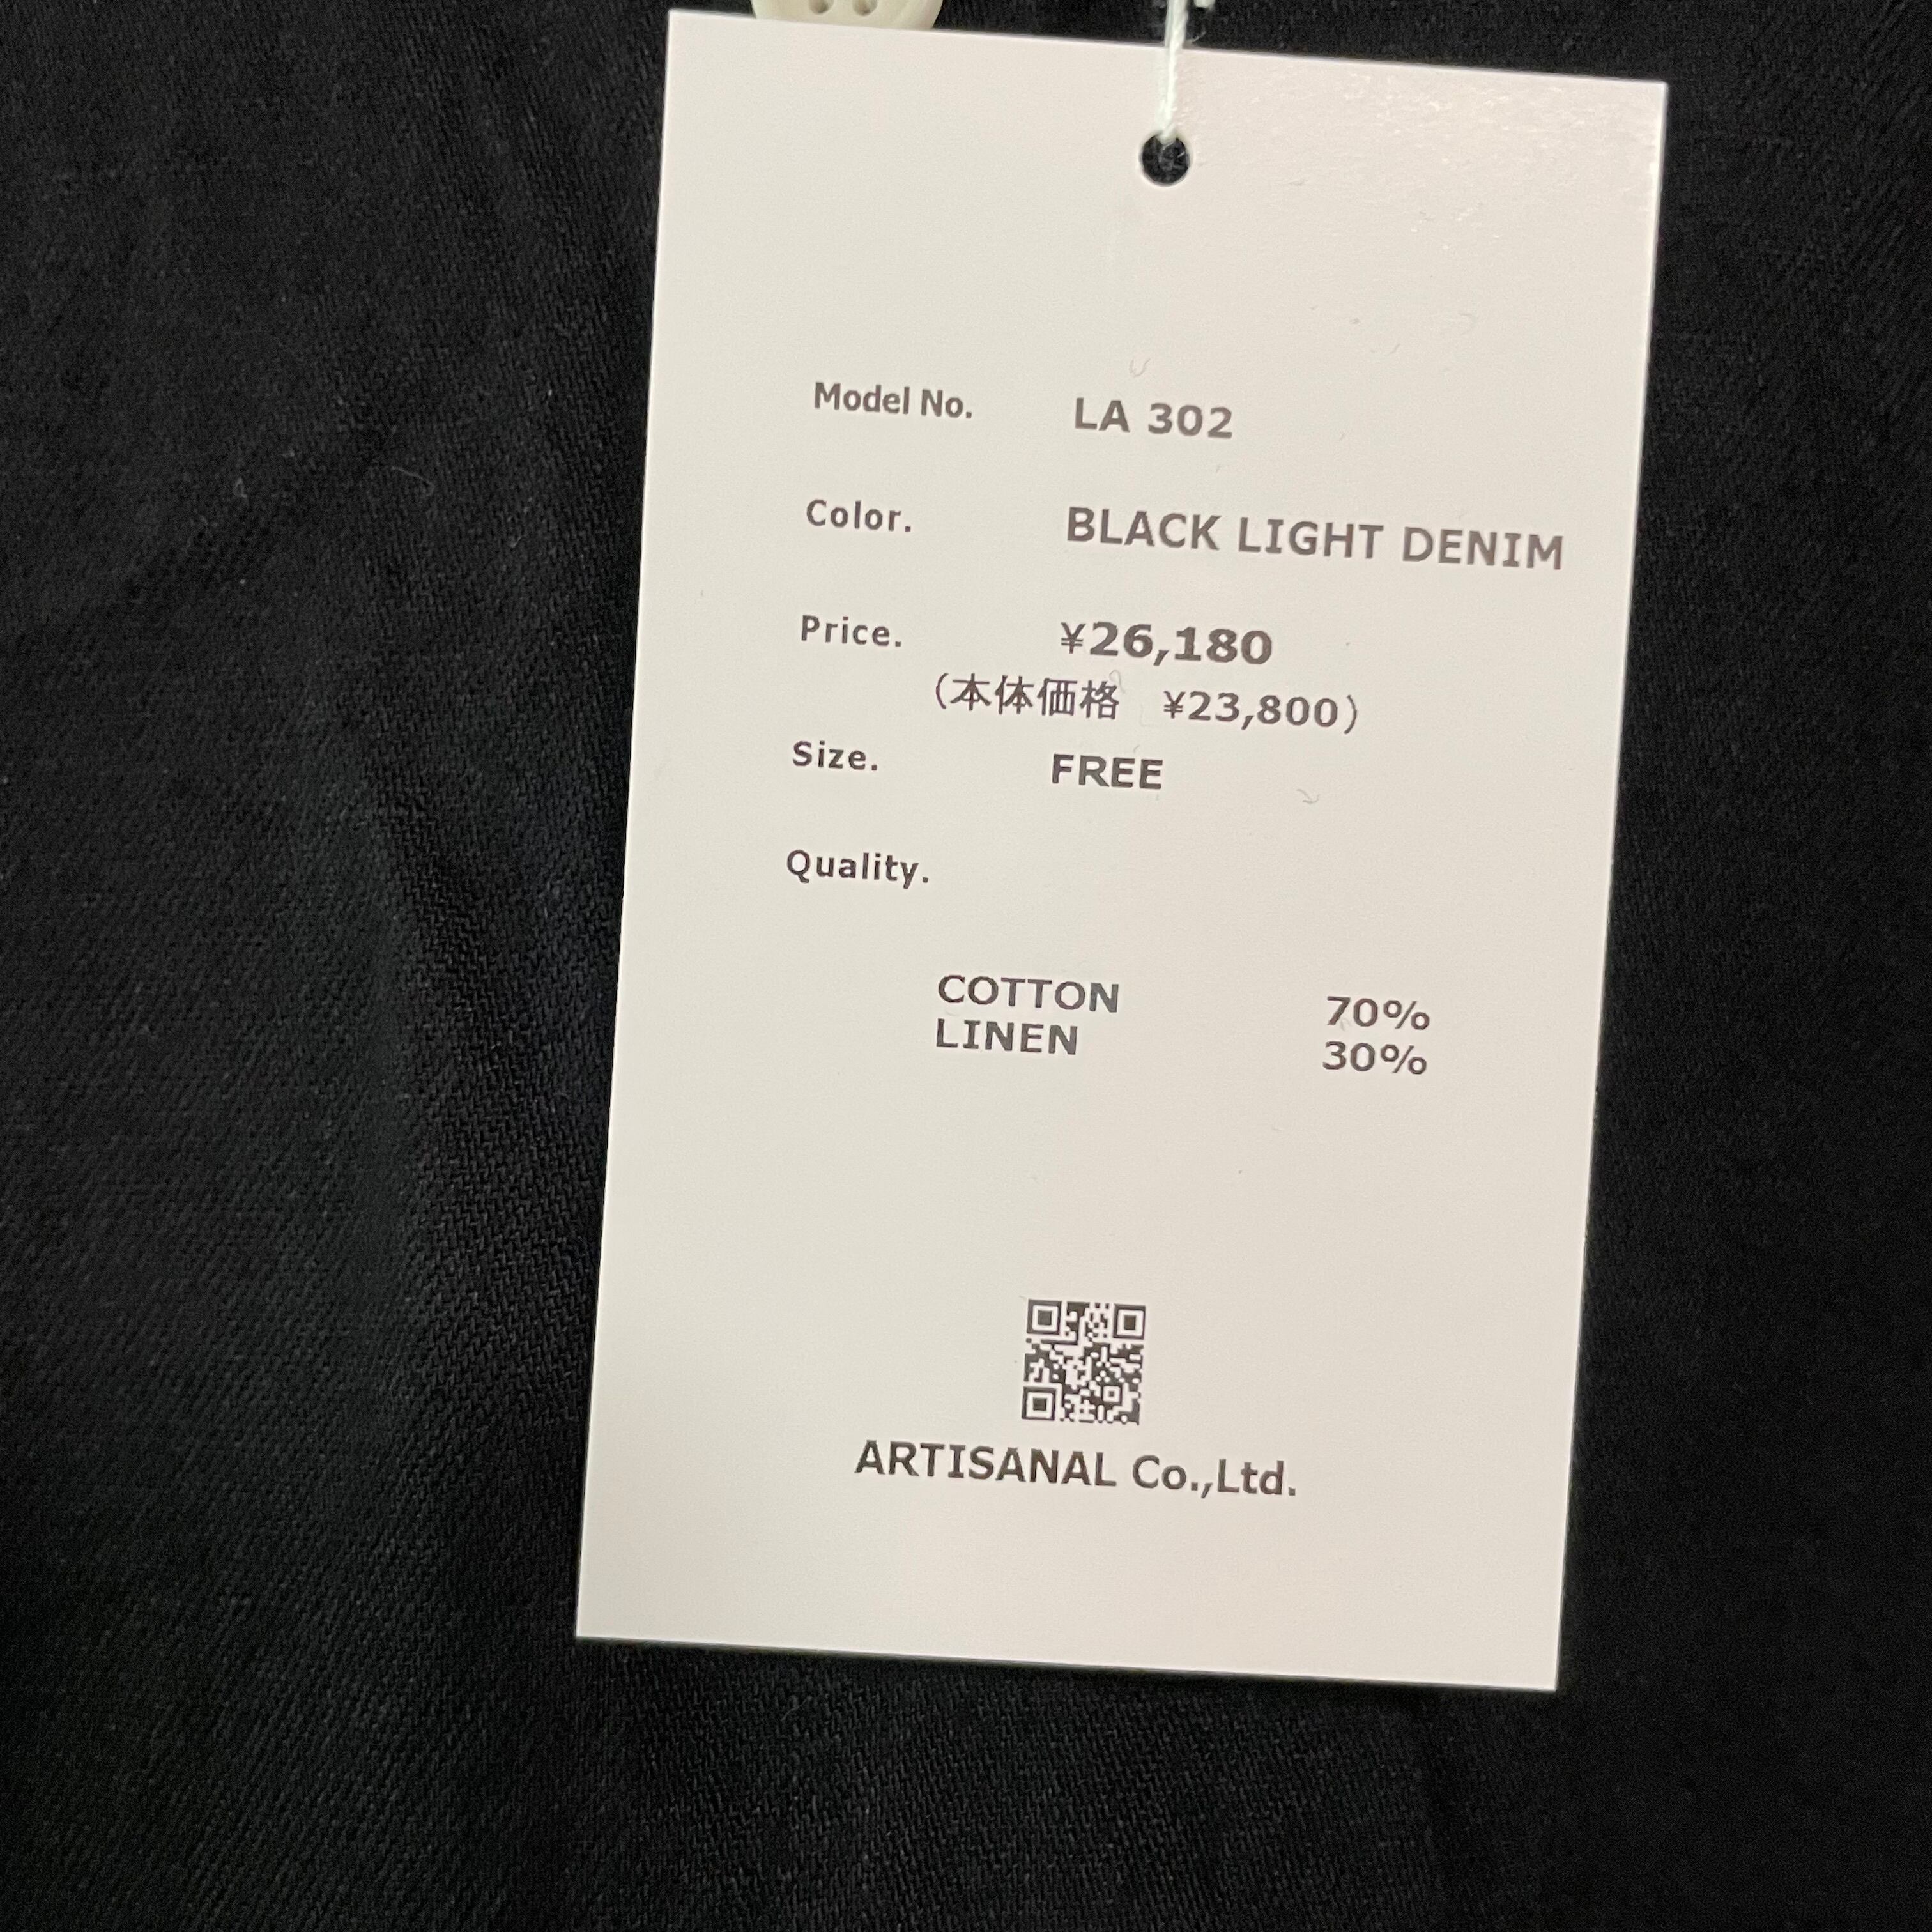 Model No. LA 302
Color. BLACK LIGHT DENIM
Price. ¥26,180
(本体価格 ¥23,800)
Size. FREE
Quality.
COTTON 70%
LINEN 30%
ARTISANAL Co.,Ltd.